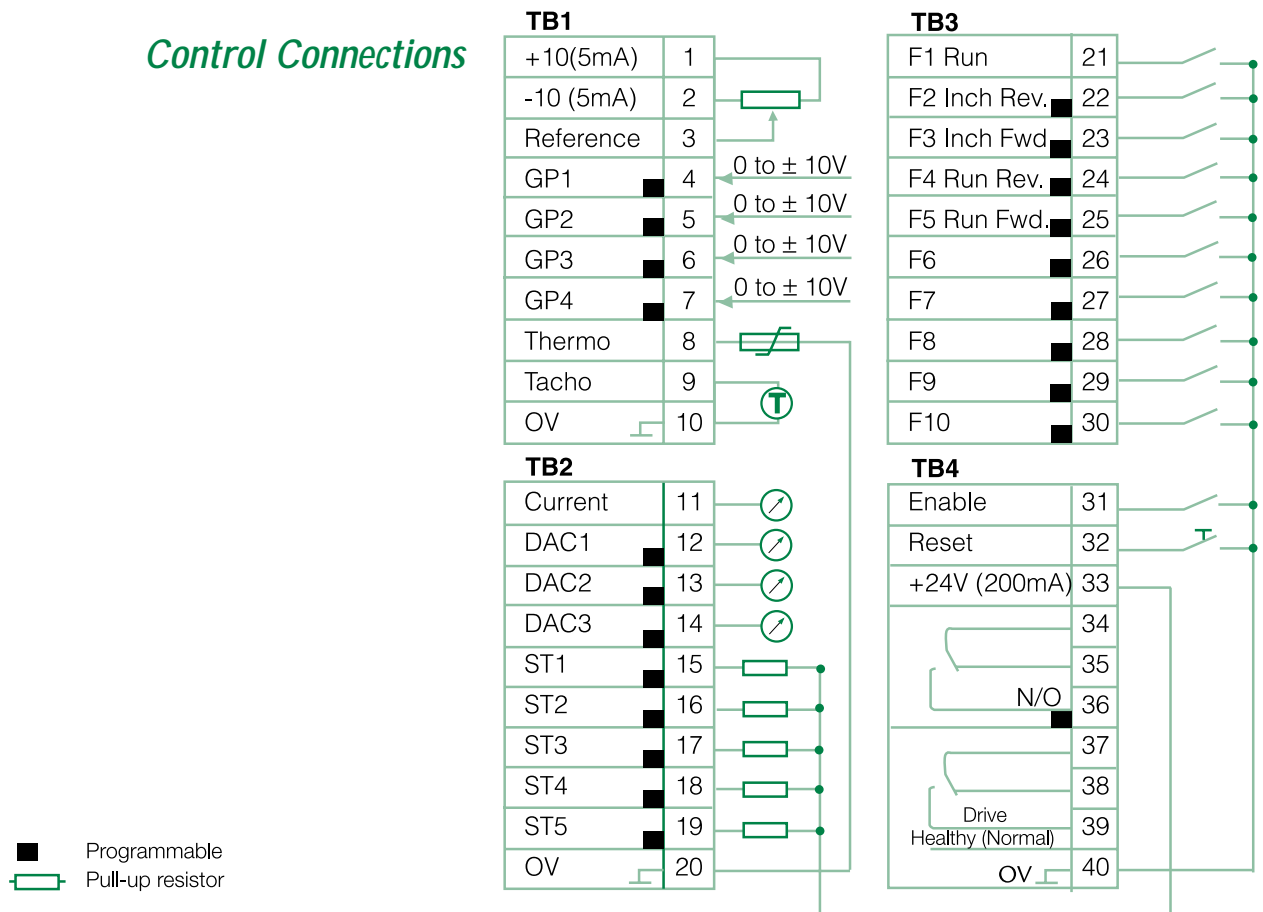 Control Connections
TB1
+10(5mA) 1
-10 (5mA) 2
Reference 3
GP1 4 0 to ± 10V
GP2 5 0 to ± 10V
GP3 6 0 to ± 10V
GP4 7 0 to ± 10V
Thermo 8
Tacho 9
T
OV 10
TB2
Current 11
DAC1 12
DAC2 13
DAC3 14
ST1 15
ST2 16
ST3 17
ST4 18
ST5 19
OV 20
TB3
F1 Run 21
F2 Inch Rev. 22
F3 Inch Fwd 23
F4 Run Rev. 24
F5 Run Fwd. 25
F6 26
F7 27
F8 28
F9 29
F10 30
TB4
Enable 31
Reset 32
+24V (200mA) 33
34
35
N/O 36
37
38
Drive
Healthy (Normal) 39
OV 40
Programmable
Pull-up resistor